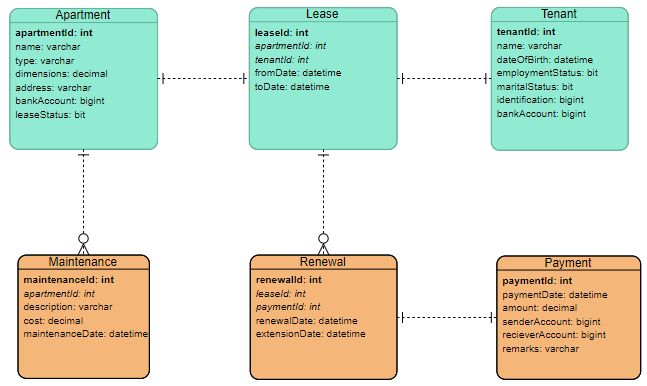 Apartment
apartmentId: int
name: varchar
type: varchar
dimensions: decimal
address: varchar
bankAccount: bigint
leaseStatus: bit
Lease
leaseId: int
apartmentId: int
tenantId: int
fromDate: datetime
toDate: datetime
Tenant
tenantId: int
name: varchar
dateOfBirth: datetime
employmentStatus: bit
maritalStatus: bit
identification: bigint
bankAccount: bigint
Maintenance
maintenanceId: int
apartmentId: int
description: varchar
cost: decimal
maintenanceDate: datetime
Renewal
renewalId: int
leaseId: int
paymentId: int
renewalDate: datetime
extensionDate: datetime
Payment
paymentId: int
paymentDate: datetime
amount: decimal
senderAccount: bigint
recieverAccount: bigint
remarks: varchar